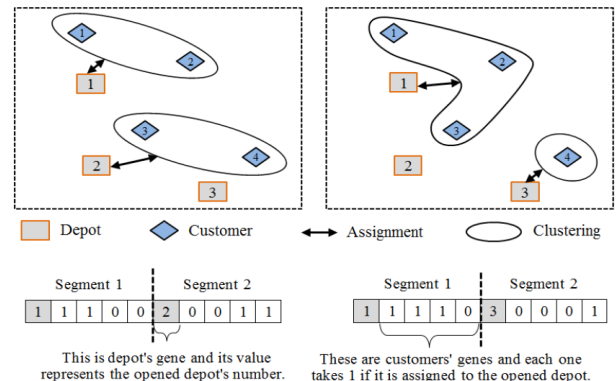 1
2
1
3
4
2
3
1
2
1
3
2
4
3
Depot
Customer
Assignment
Clustering
Segment 1 Segment 2
1 1 1 0 0 2 0 0 1 1
This is depot's gene and its value
represents the opened depot's number.
Segment 1 Segment 2
1 1 1 1 0 3 0 0 0 1
These are customers' genes and each one
takes 1 if it is assigned to the opened depot.